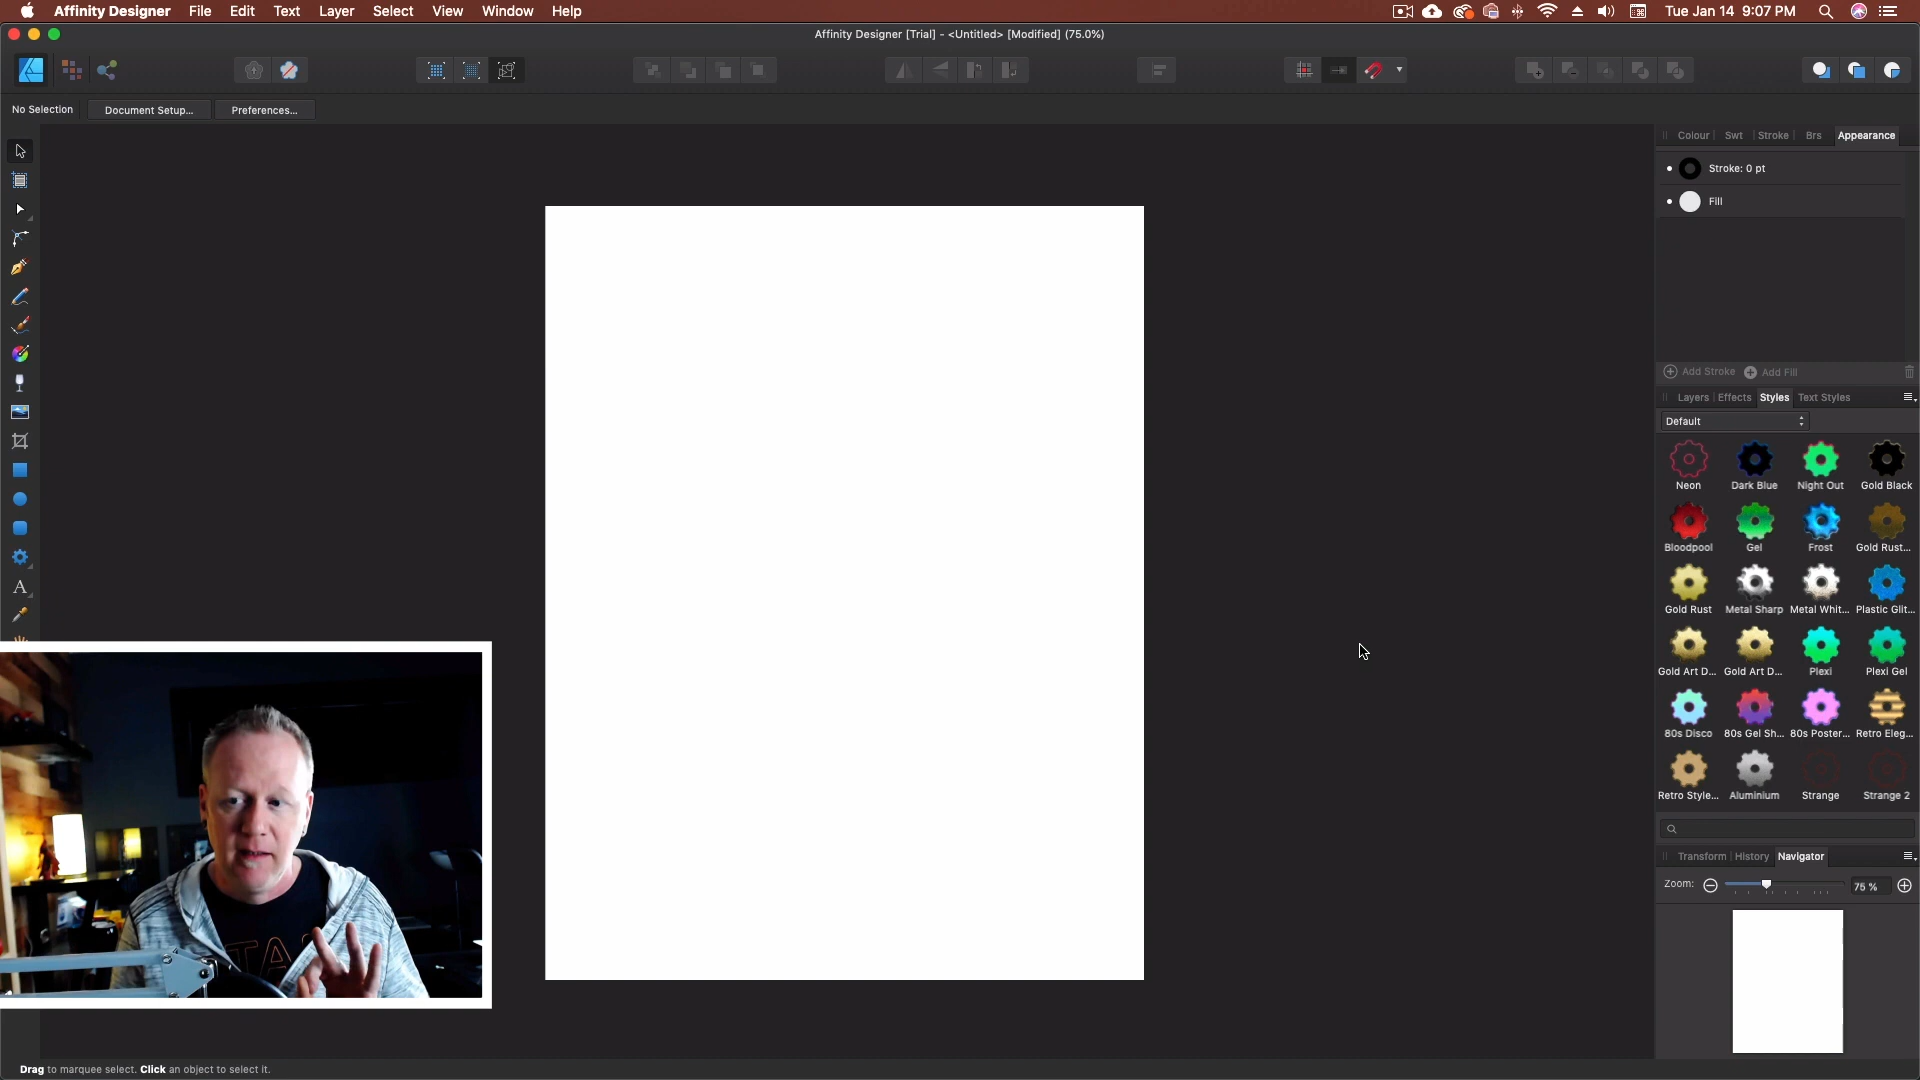 Affinity Designer File Edit Text Layer Select View Window Help Tue Jan 14 9:07 PM
Affinity Designer [Trial] - <Untitled> [Modified] (75.0%)
No Selection Document Setup... Preferences...
Colour Swt Stroke Brs Appearance
Stroke: 0 pt
Fill
Add Stroke Add Fill
Layers Effects Styles Text Styles
Default
Neon Dark Blue Night Out Gold Black
Bloodpool Gel Frost Gold Rust...
Gold Rust Metal Sharp Metal Whit... Plastic Glit...
Gold Art D... Gold Art D... Plexi Plexi Gel
80s Disco 80s Gel Sh... 80s Poster... Retro Eleg...
Retro Style... Aluminium Strange Strange 2
Transform History Navigator
Zoom: 75 %
Drag to marquee select. Click an object to select it.